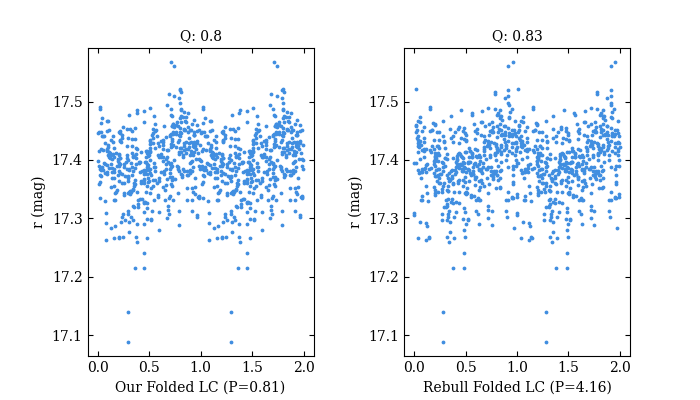 Q: 0.8
Q: 0.83
17.5
17.4
17.3
17.2
17.1
r (mag)
0.0 0.5 1.0 1.5 2.0
Our Folded LC (P=0.81)
17.5
17.4
17.3
17.2
17.1
r (mag)
0.0 0.5 1.0 1.5 2.0
Rebull Folded LC (P=4.16)